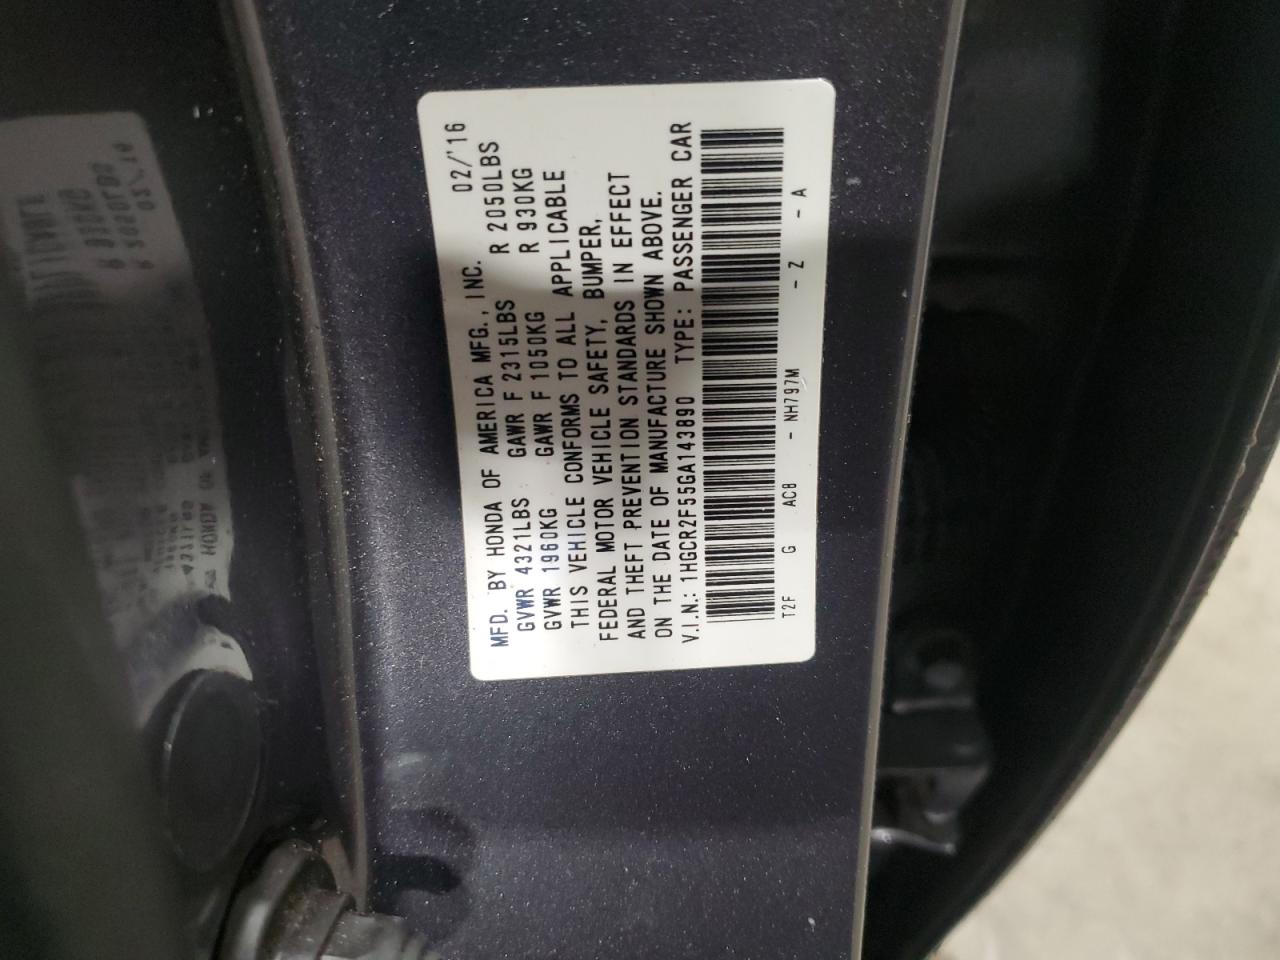 MFD. BY HONDA OF AMERICA MFG., INC. 02/'16
GVWR 4321LBS GAWR F 2315LBS R 2050LBS
GVWR 1960KG GAWR F 1050KG R 930KG
THIS VEHICLE CONFORMS TO ALL APPLICABLE
FEDERAL MOTOR VEHICLE SAFETY, BUMPER,
AND THEFT PREVENTION STANDARDS IN EFFECT
ON THE DATE OF MANUFACTURE SHOWN ABOVE.
V.I.N.: 1HGCR2F55GA143890 TYPE: PASSENGER CAR
T2F G AC8 - NH797M - Z - A